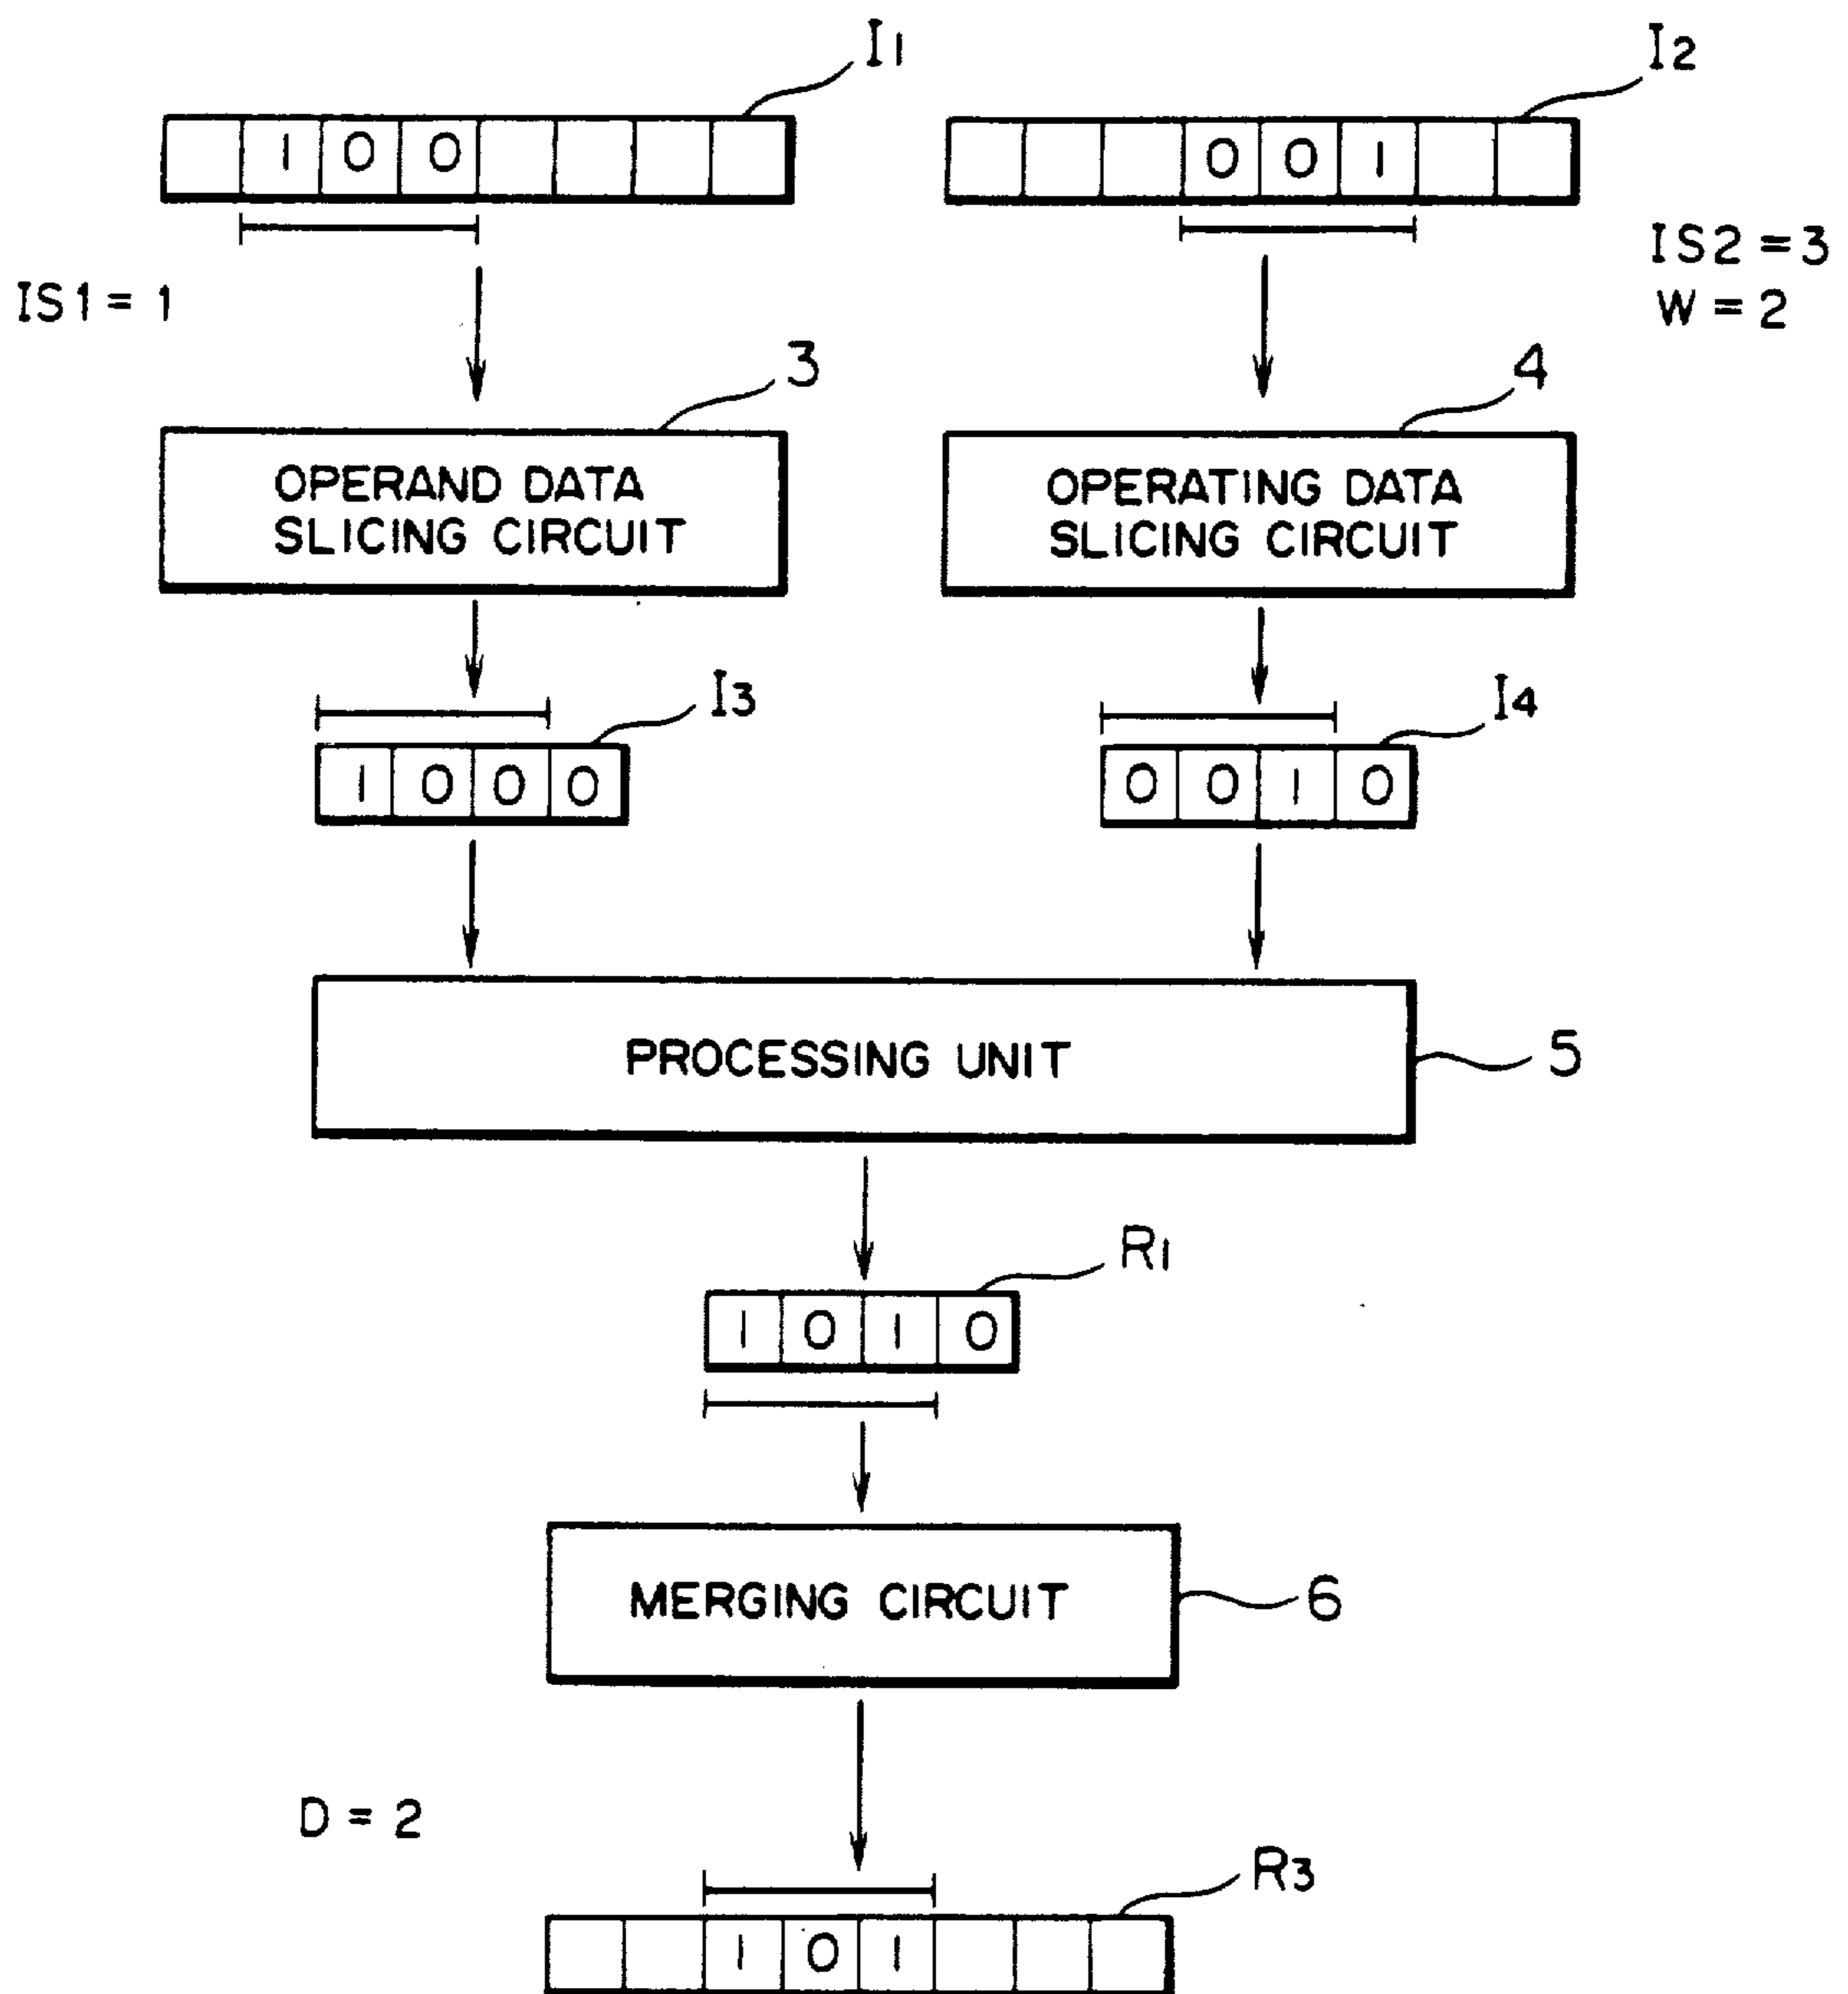 I1
I2
1 0 0
0 0 1
IS1 = 1
IS2 = 3
W = 2
3
4
OPERAND DATA
SLICING CIRCUIT
OPERATING DATA
SLICING CIRCUIT
I3
I4
1 0 0 0
0 0 1 0
PROCESSING UNIT
5
R1
1 0 1 0
MERGING CIRCUIT
6
D = 2
R3
1 0 1